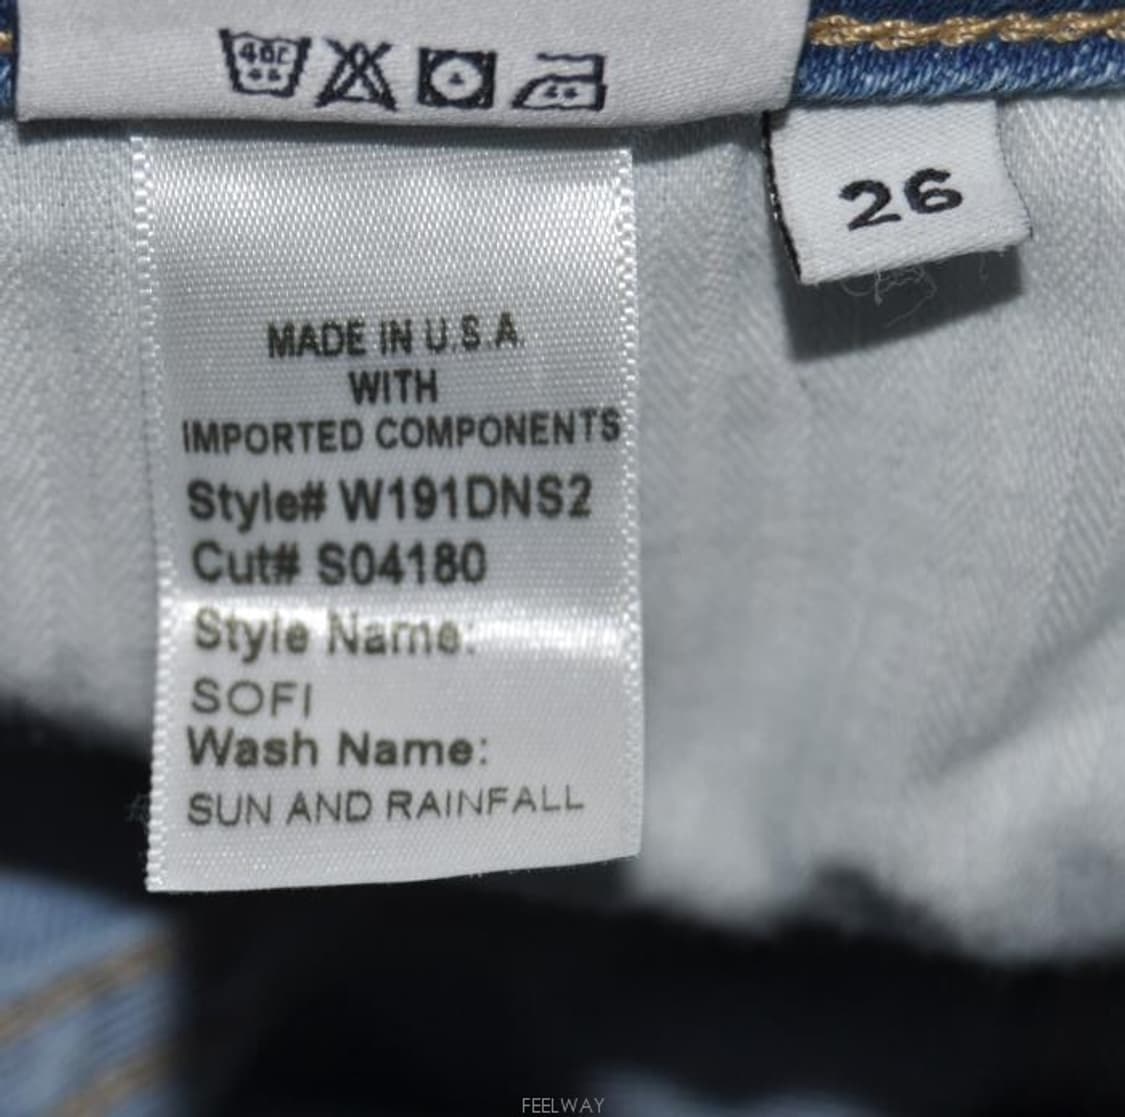 40c
26
MADE IN U.S.A.
WITH
IMPORTED COMPONENTS
Style# W191DNS2
Cut# S04180
Style Name:
SOFI
Wash Name:
SUN AND RAINFALL
FEELWAY